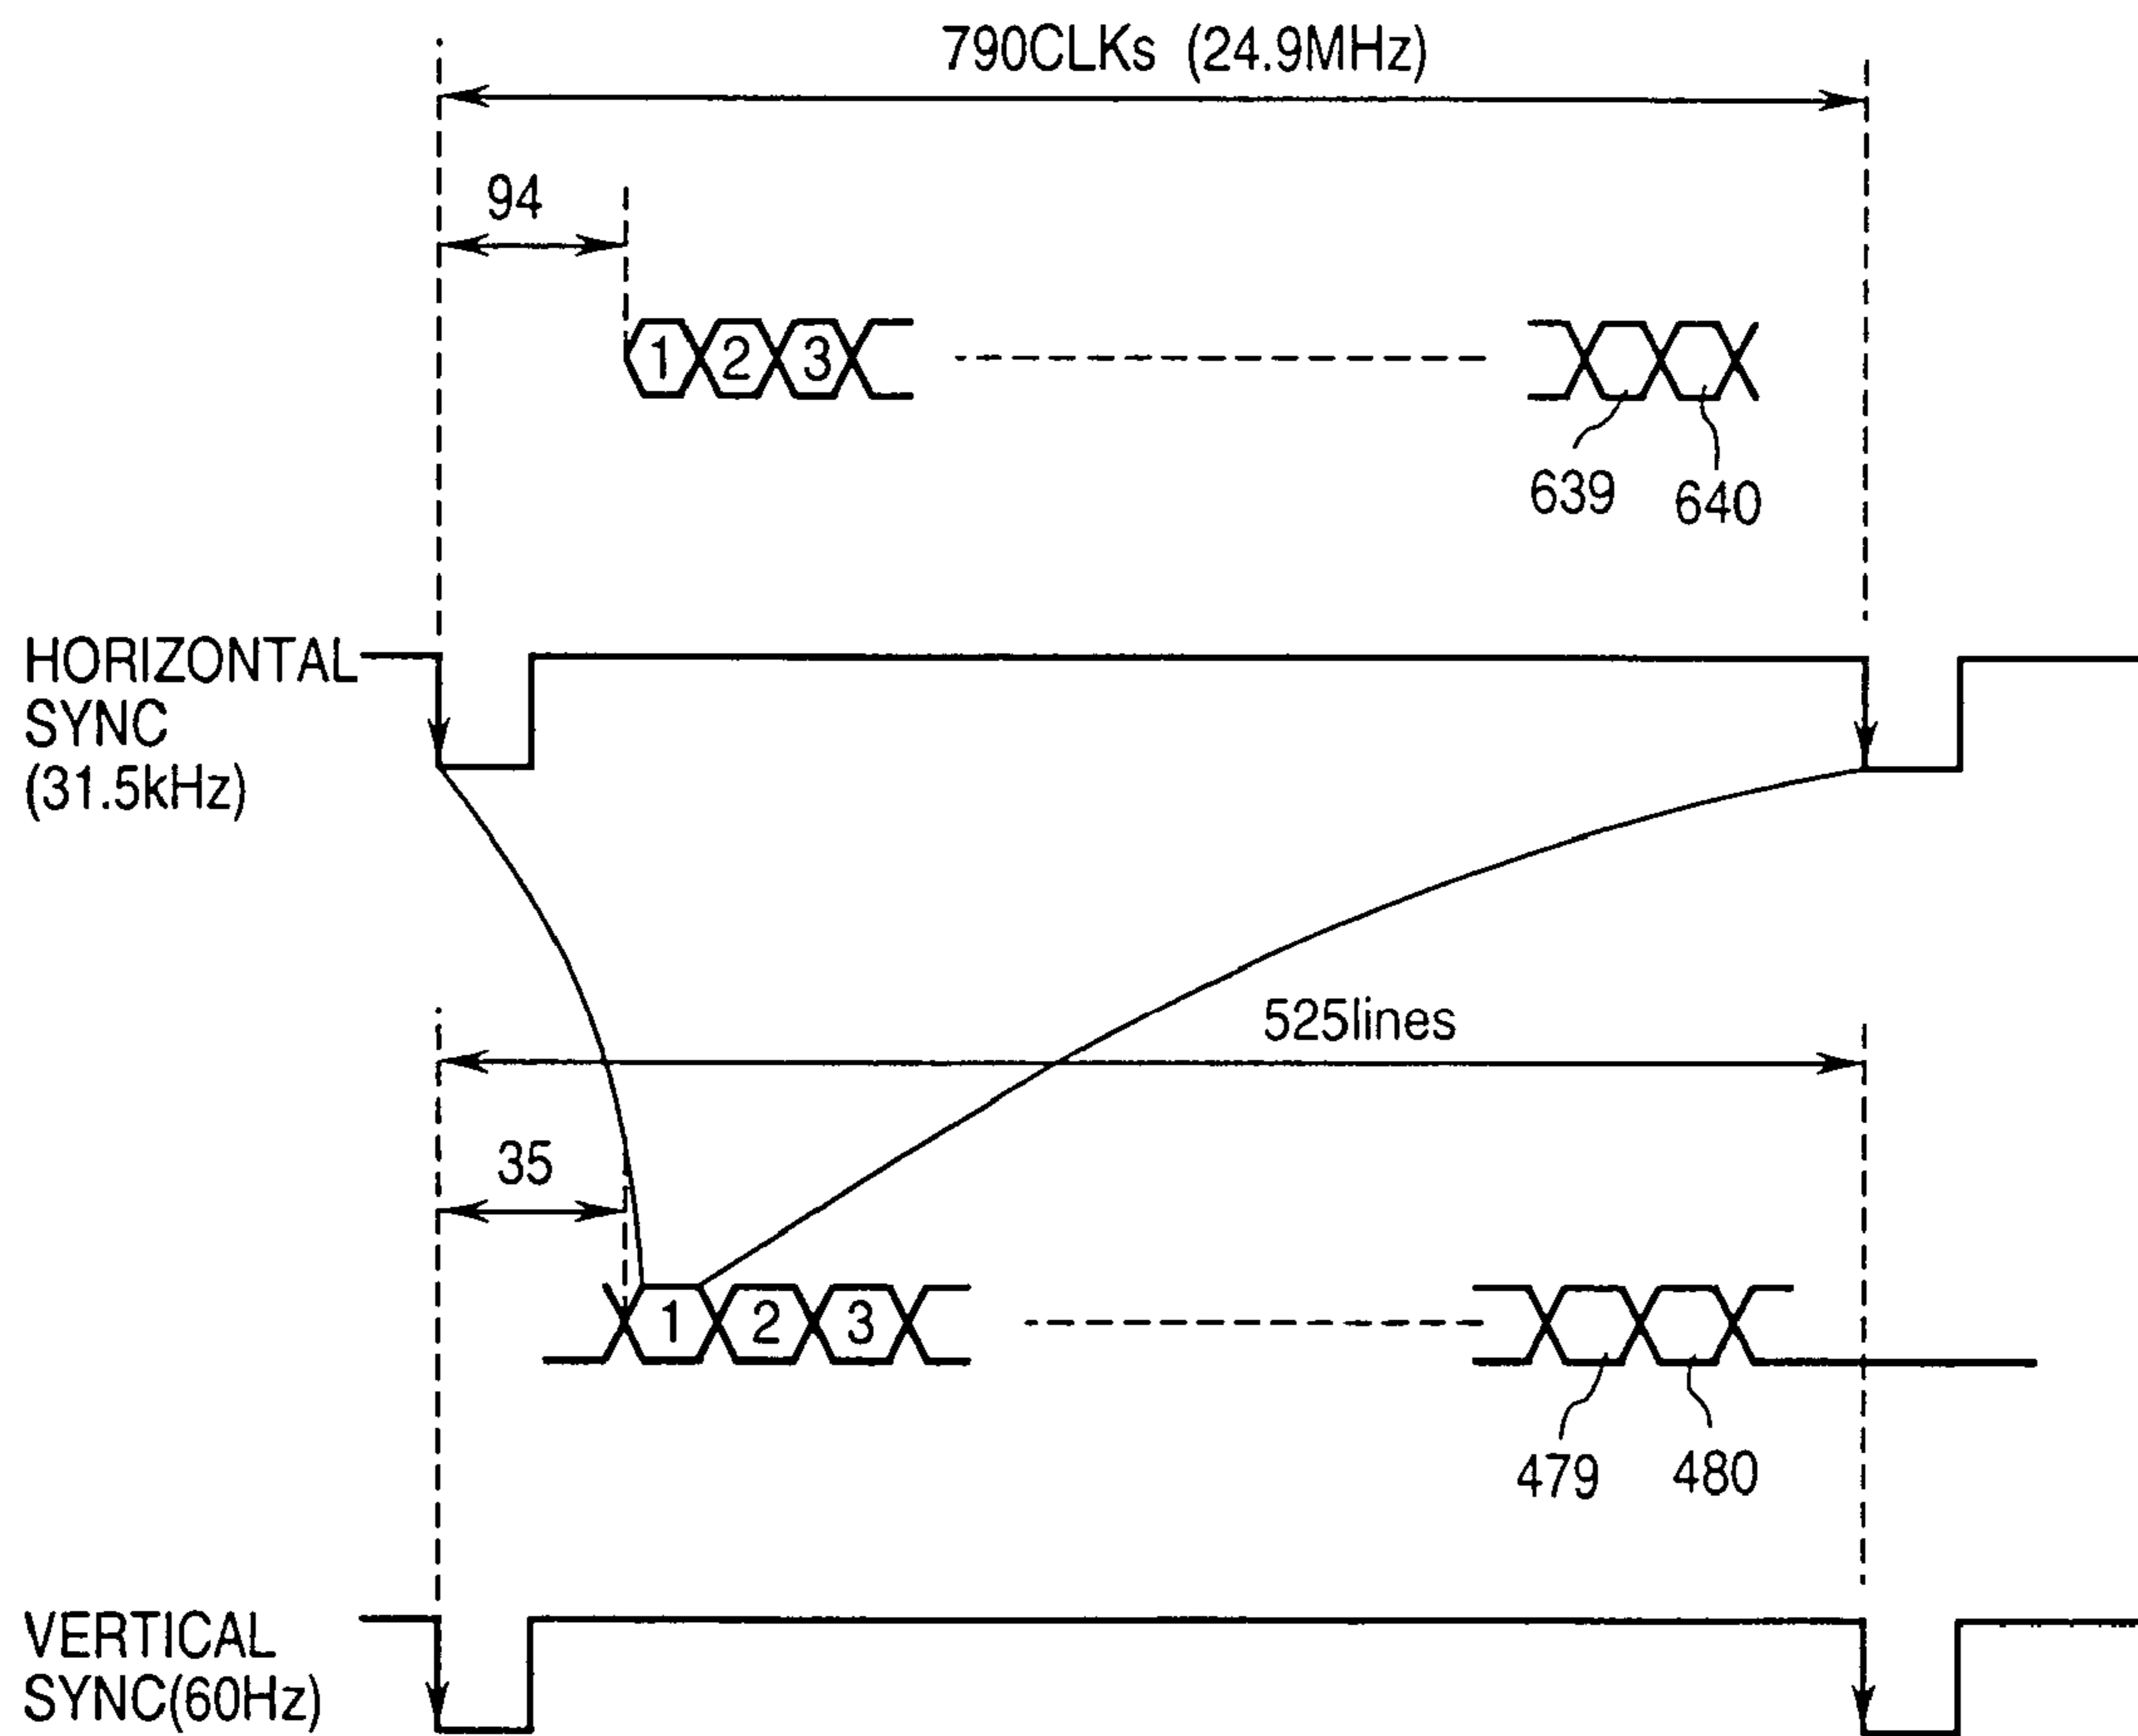 790CLKs (24.9MHz)
94
1 2 3
639 640
HORIZONTAL
SYNC
(31.5kHz)
525lines
35
1 2 3
479 480
VERTICAL
SYNC(60Hz)